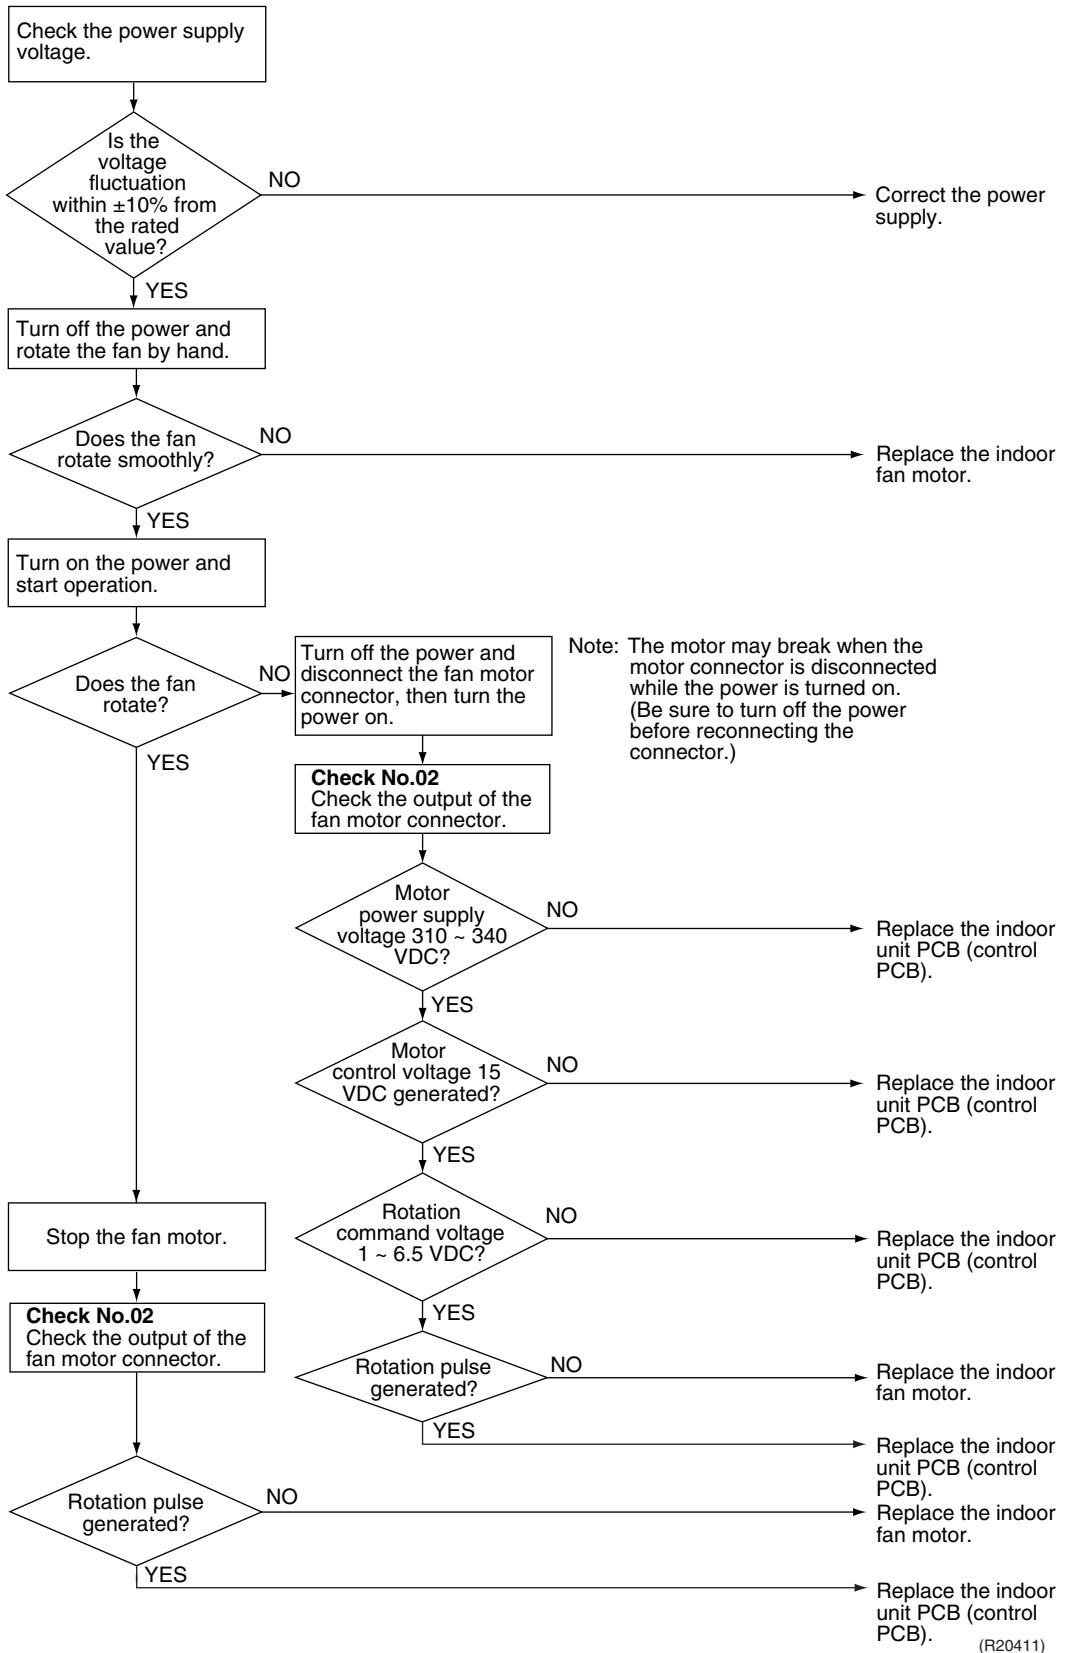 Check the power supply
voltage.
Is the
voltage
fluctuation
within ±10% from
the rated
value?
NO
Correct the power
supply.
YES
Turn off the power and
rotate the fan by hand.
Does the fan
rotate smoothly?
NO
Replace the indoor
fan motor.
YES
Turn on the power and
start operation.
Does the fan
rotate?
NO
Turn off the power and
disconnect the fan motor
connector, then turn the
power on.
Note: The motor may break when the
motor connector is disconnected
while the power is turned on.
(Be sure to turn off the power
before reconnecting the
connector.)
YES
Check No.02
Check the output of the
fan motor connector.
Motor
power supply
voltage 310 ~ 340
VDC?
NO
Replace the indoor
unit PCB (control
PCB).
YES
Motor
control voltage 15
VDC generated?
NO
Replace the indoor
unit PCB (control
PCB).
YES
Rotation
command voltage
1 ~ 6.5 VDC?
NO
Replace the indoor
unit PCB (control
PCB).
YES
Rotation pulse
generated?
NO
Replace the indoor
fan motor.
YES
Replace the indoor
unit PCB (control
PCB).
Stop the fan motor.
Check No.02
Check the output of the
fan motor connector.
Rotation pulse
generated?
NO
Replace the indoor
fan motor.
YES
Replace the indoor
unit PCB (control
PCB).
(R20411)